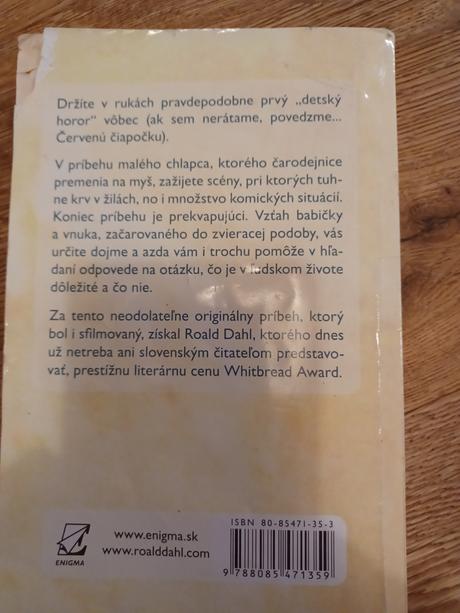 Držíte v rukách pravdepodobne prvý „detský
horor“ vôbec (ak sem nerátame, povedzme...
Červenú čiapočku).
V príbehu malého chlapca, ktorého čarodejnice
premenia na myš, zažijete scény, pri ktorých tuh-
ne krv v žilách, no i množstvo komických situácií.
Koniec príbehu je prekvapujúci. Vzťah babičky
a vnuka, začarovaného do zvieracej podoby, vás
určite dojme a azda vám i trochu pomôže v hľa-
daní odpovede na otázku, čo je v ľudskom živote
dôležité a čo nie.
Za tento neodolateľne originálny príbeh, ktorý
bol i sfilmovaný, získal Roald Dahl, ktorého dnes
už netreba ani slovenským čitateľom predstavo-
vať, prestížnu literárnu cenu Whitbread Award.
ENIGMA
www.enigma.sk
www.roalddahl.com
ISBN 80-85471-35-3
9 788085 471359